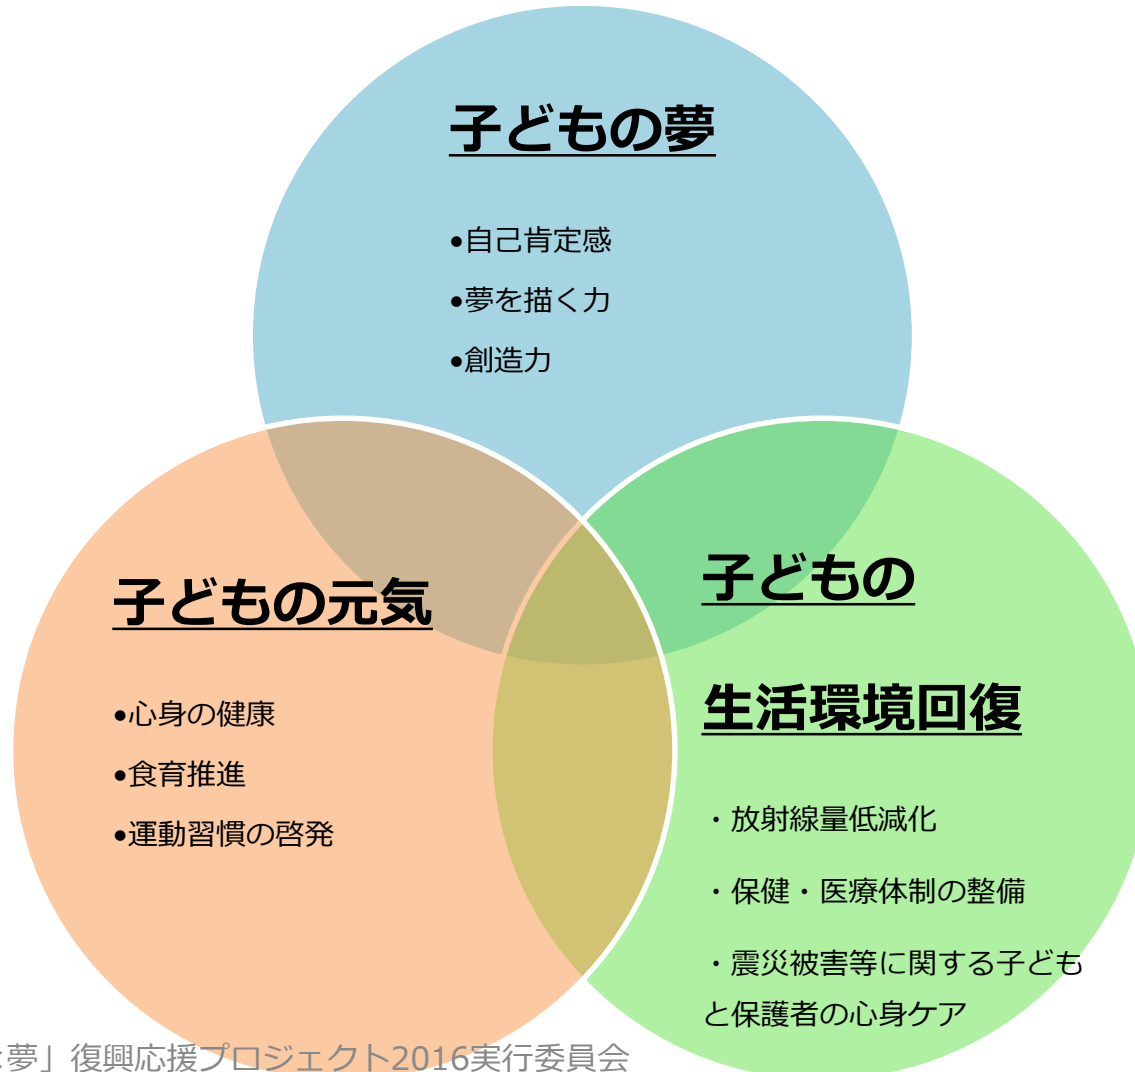 子どもの夢
•自己肯定感
•夢を描く力
•創造力
子どもの元気
•心身の健康
•食育推進
•運動習慣の啓発
子どもの
生活環境回復
・放射線量低減化
・保健・医療体制の整備
・震災被害等に関する子ども
と保護者の心身ケア
夢」復興応援プロジェクト2016実行委員会